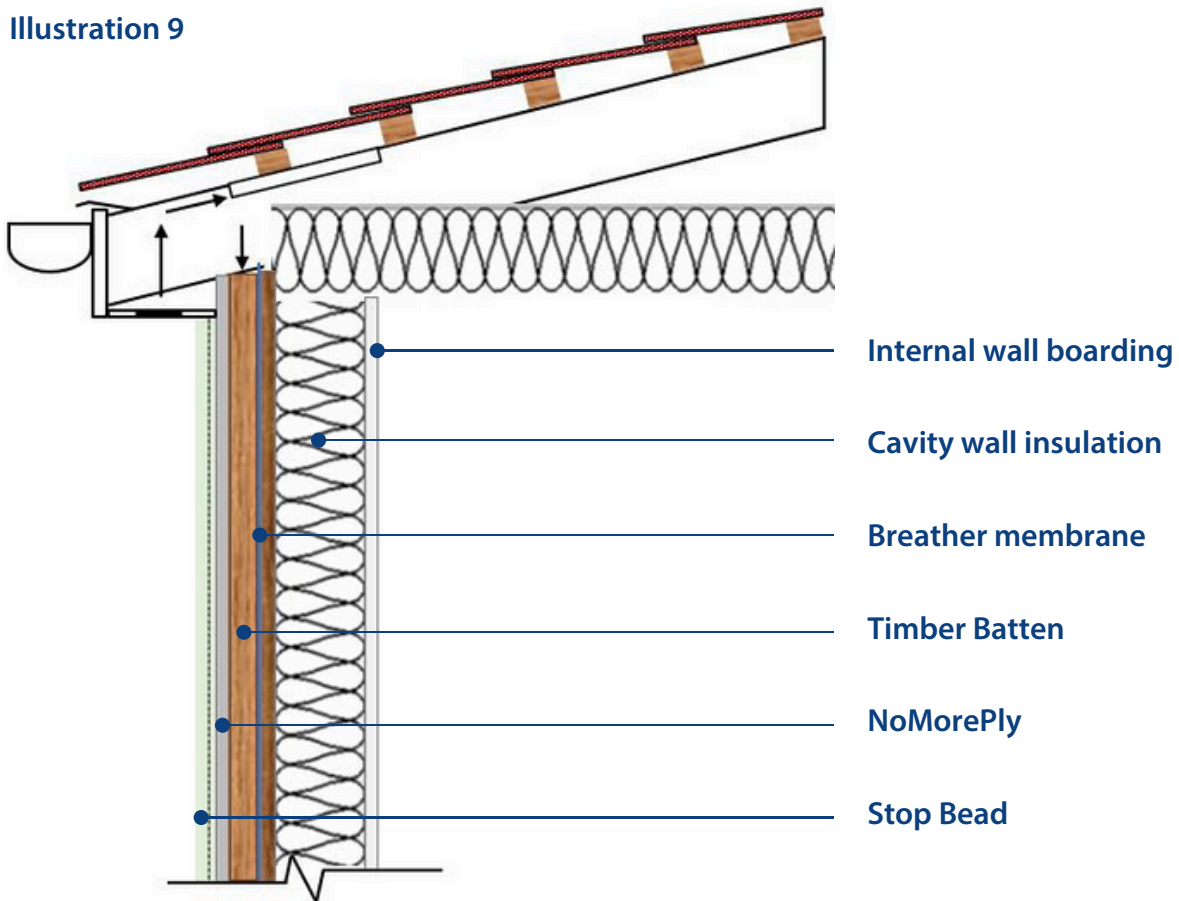 Illustration 9
Internal wall boarding
Cavity wall insulation
Breather membrane
Timber Batten
NoMorePly
Stop Bead